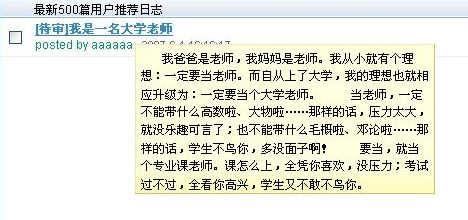 最新500篇用户推荐日志
[待审]我是一名大学老师
posted by aaaaaa
我爸爸是老师，我妈妈是老师。我从小就有个理
想：一定要当老师。而自从上了大学，我的理想也就相
应升级为：一定要当个大学老师。 当老师，一定
不能带什么高数啦、大物啦……那样的话，压力太大，
就没乐趣可言了；也不能带什么毛概啦、邓论啦……那
样的话，学生不鸟你，多没面子啊！ 要当，就当
个专业课老师。课怎么上，全凭你喜欢，没压力；考试
过不过，全看你高兴，学生又不敢不鸟你。